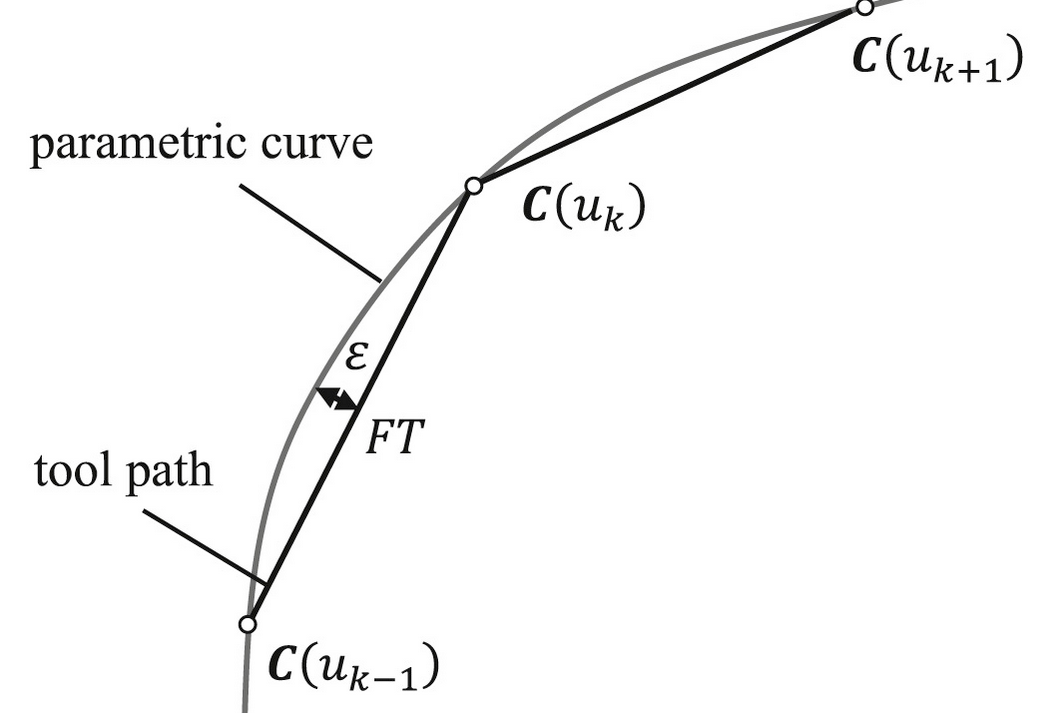 C(u_{k+1})
parametric curve
C(u_k)
ε
FT
tool path
C(u_{k-1})